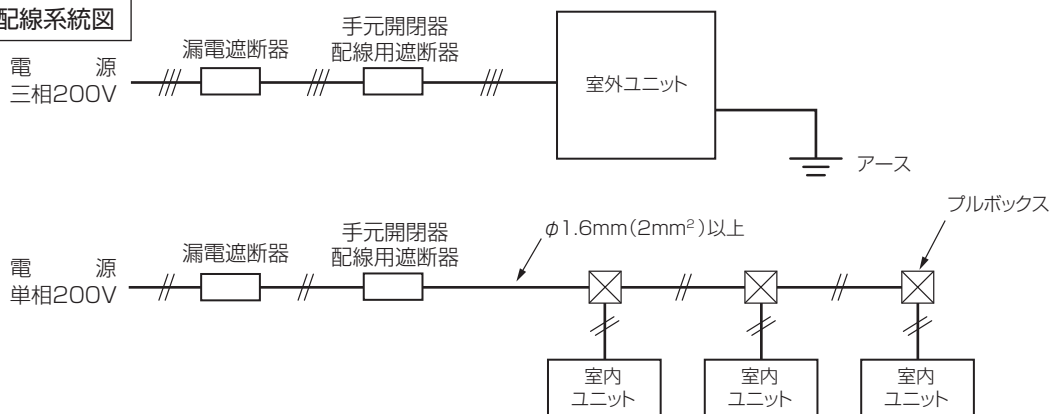 配線系統図
電　源
三相200V
漏電遮断器
手元開閉器
配線用遮断器
室外ユニット
アース
電　源
単相200V
漏電遮断器
手元開閉器
配線用遮断器
φ1.6mm(2mm²)以上
プルボックス
室内
ユニット
室内
ユニット
室内
ユニット